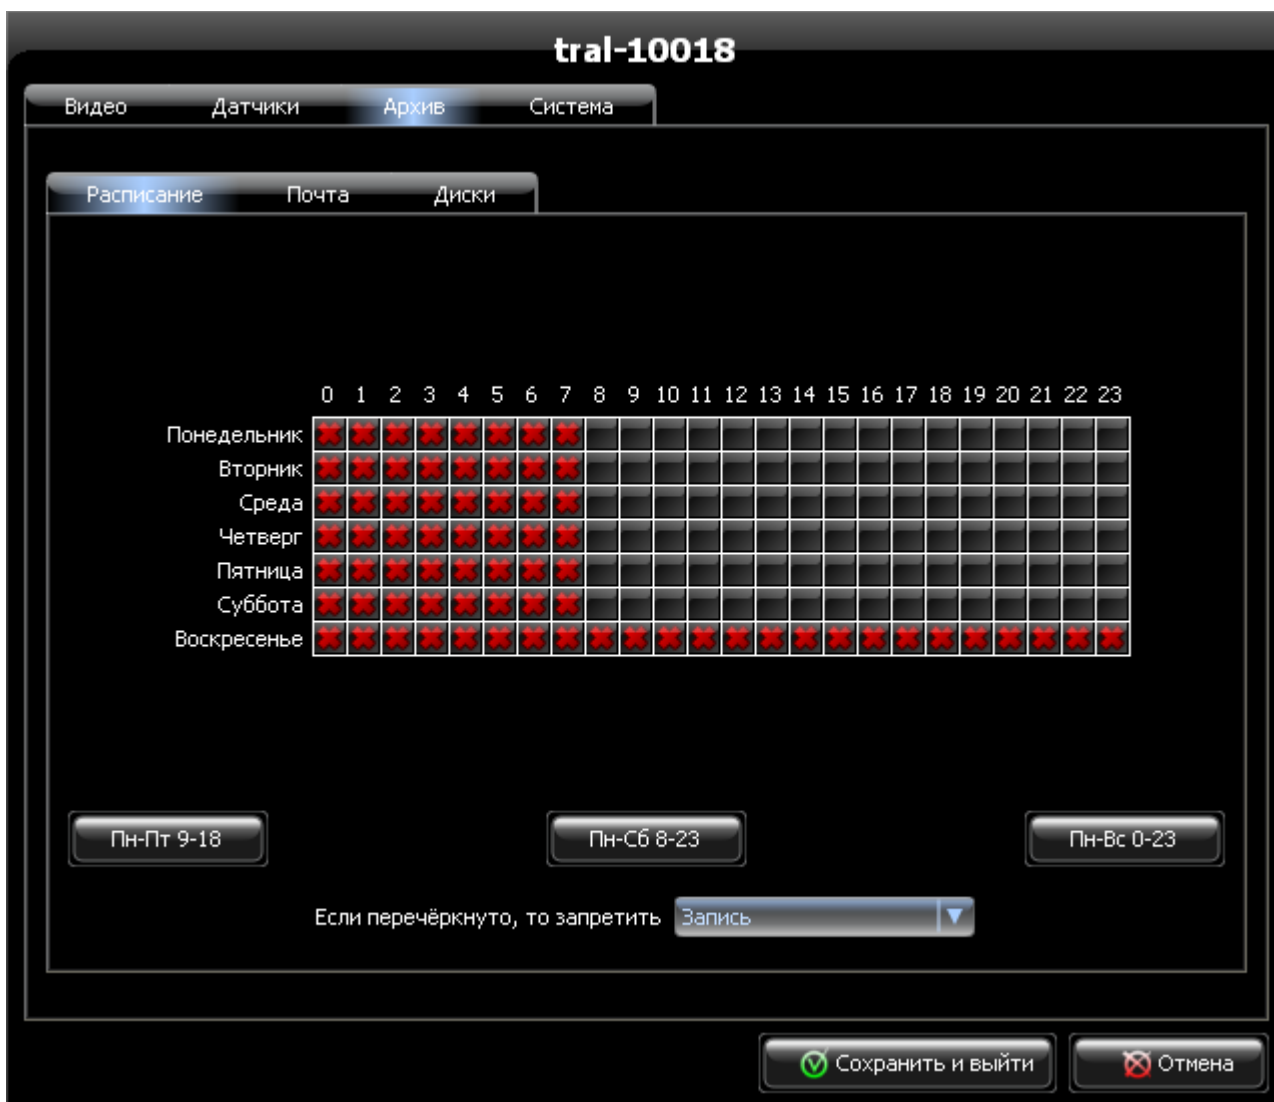 tral-10018
Видео Датчики Архив Система
Расписание Почта Диски
0 1 2 3 4 5 6 7 8 9 10 11 12 13 14 15 16 17 18 19 20 21 22 23
Понедельник
Вторник
Среда
Четверг
Пятница
Суббота
Воскресенье
Пн-Пт 9-18 Пн-Сб 8-23 Пн-Вс 0-23
Если перечёркнуто, то запретить Запись
Сохранить и выйти Отмена